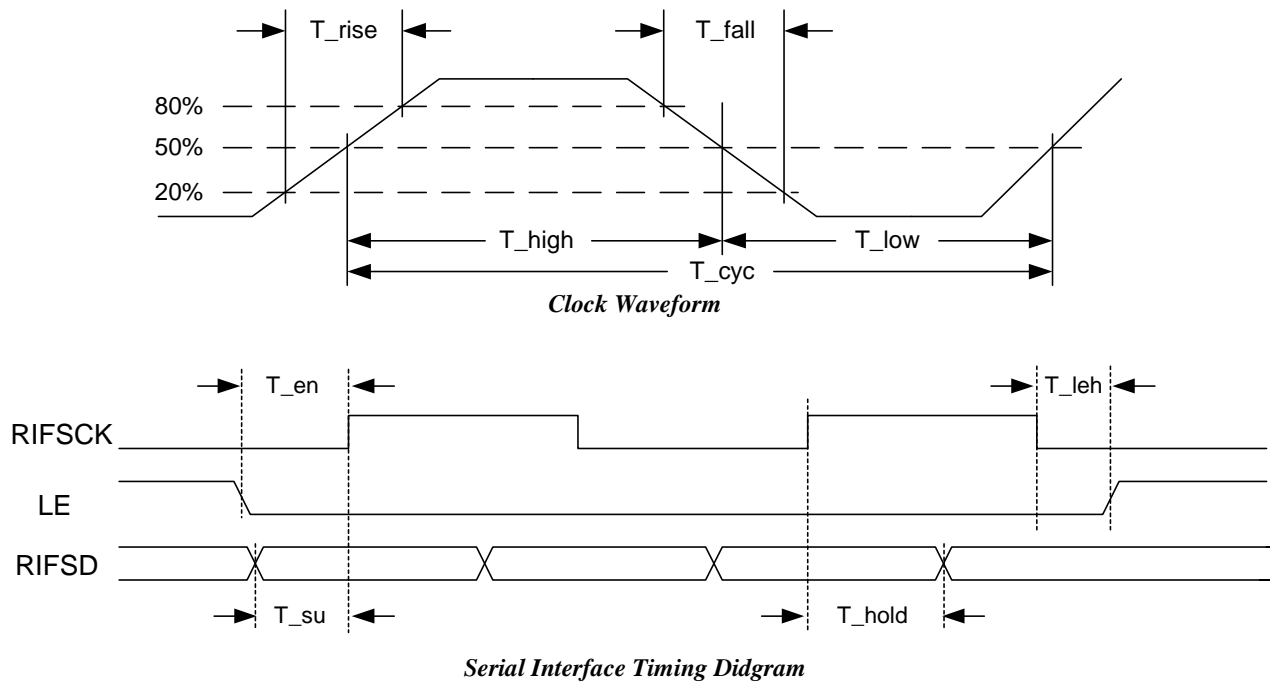 T_rise
T_fall
80%
50%
20%
T_high
T_low
T_cyc
Clock Waveform
T_en
T_leh
RIFSCK
LE
RIFSD
T_su
T_hold
Serial Interface Timing Didgram